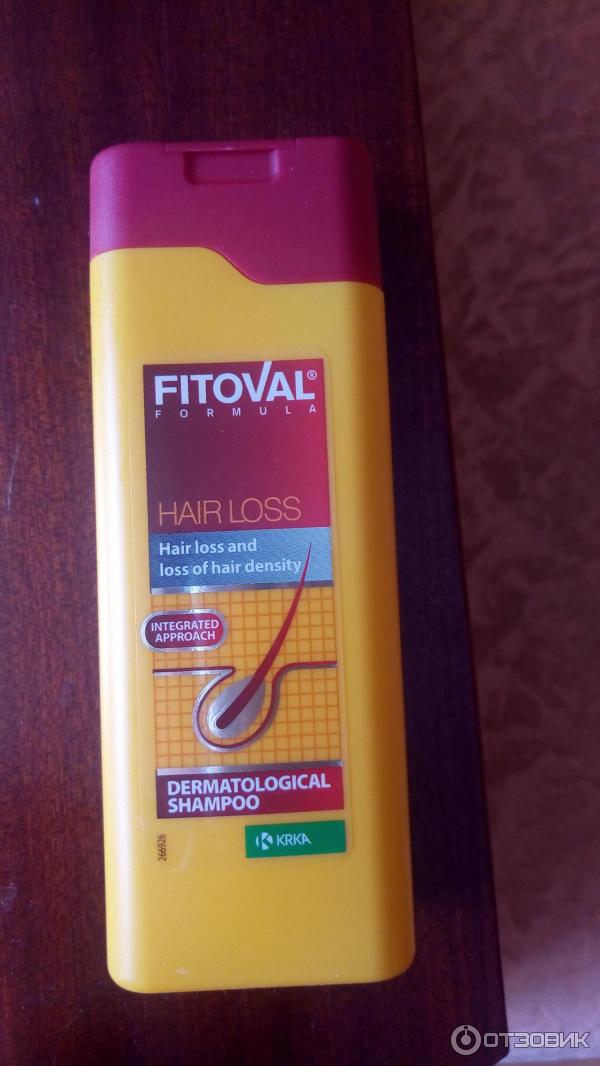 FITOVAL®
FORMULA
HAIR LOSS
Hair loss and
loss of hair density
INTEGRATED
APPROACH
DERMATOLOGICAL
SHAMPOO
266926
KRKA
ОТЗОВИК